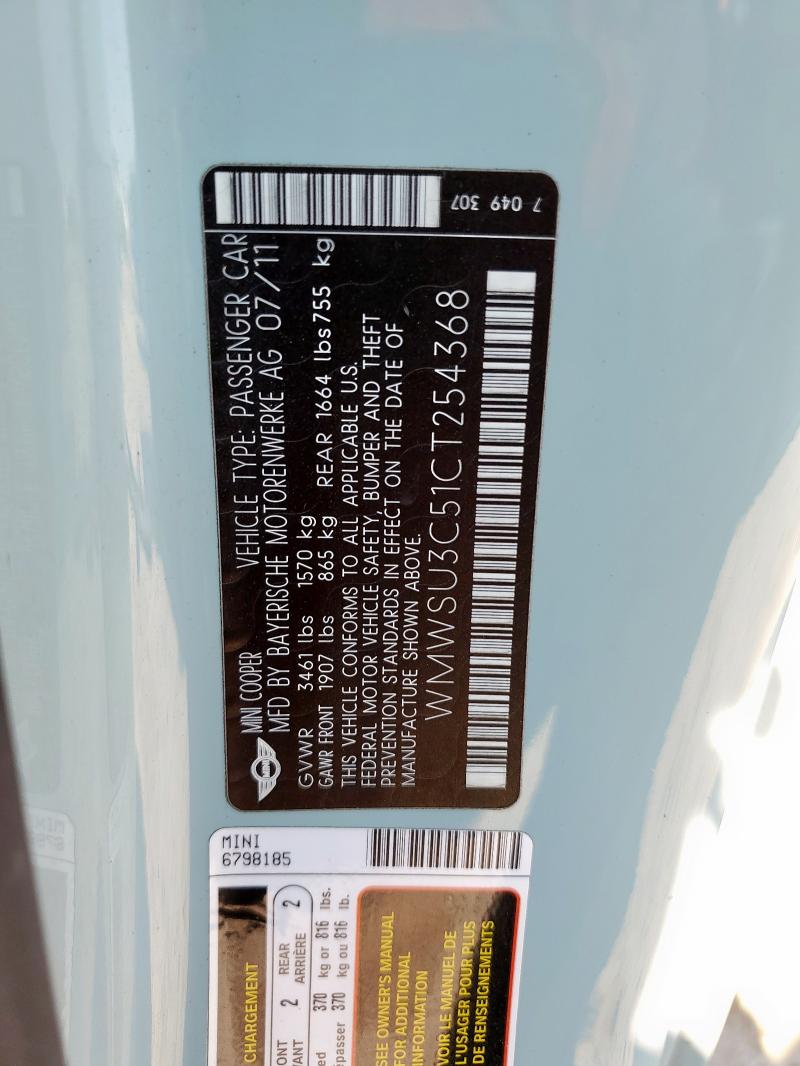 MINI COOPER VEHICLE TYPE: PASSENGER CAR
MFD BY BAYERISCHE MOTORENWERKE AG 07/11
GVWR 3461 lbs 1570 kg
GAWR FRONT 1907 lbs 865 kg REAR 1664 lbs 755 kg
THIS VEHICLE CONFORMS TO ALL APPLICABLE U.S.
FEDERAL MOTOR VEHICLE SAFETY, BUMPER AND THEFT
PREVENTION STANDARDS IN EFFECT ON THE DATE OF
MANUFACTURE SHOWN ABOVE.
WMWSU3C51CT254368
7 049 307
MINI
6798185
CHARGEMENT
2 REAR 2
ARRIÈRE
370 kg or 816 lbs.
370 kg ou 816 lb.
SEE OWNER'S MANUAL
FOR ADDITIONAL
INFORMATION
VOIR LE MANUEL DE
L'USAGER POUR PLUS
DE RENSEIGNEMENTS